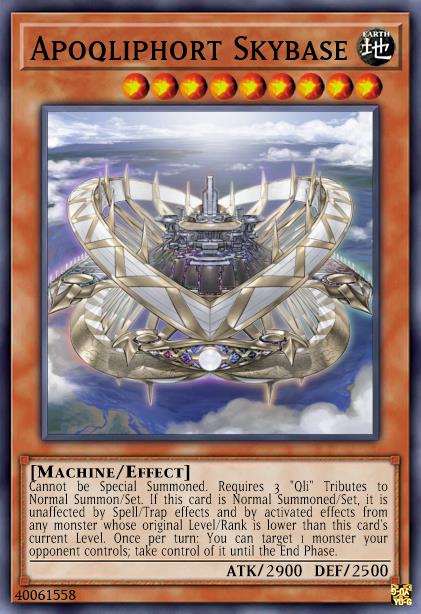 APOQLIPHORT SKYBASE
EARTH
地
[MACHINE/EFFECT]
Cannot be Special Summoned. Requires 3 "Qli" Tributes to
Normal Summon/Set. If this card is Normal Summoned/Set, it is
unaffected by Spell/Trap effects and by activated effects from
any monster whose original Level/Rank is lower than this card's
current Level. Once per turn: You can target 1 monster your
opponent controls; take control of it until the End Phase.
ATK/2900 DEF/2500
40061558